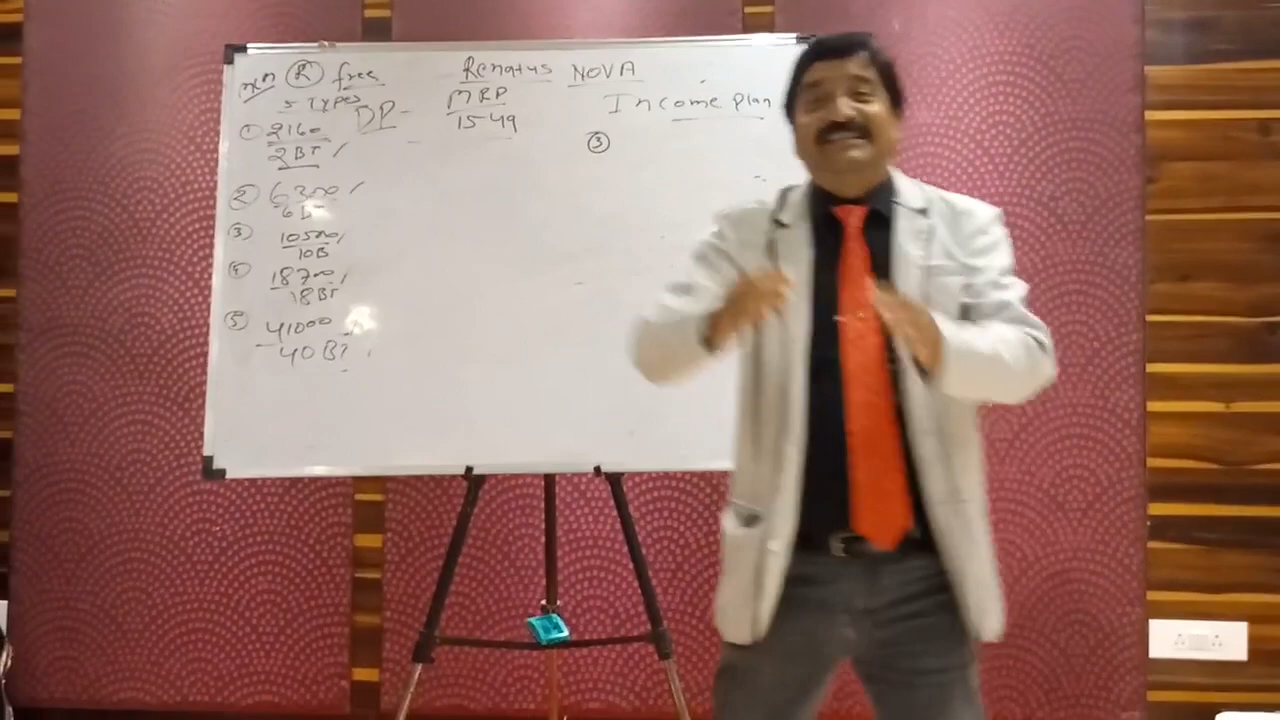 free
5 Types
DP-
① 2160
2BT
② 6300
③ 10500
10B
④ 18700
18BT
⑤ 41000
40 B
Renatus NOVA
MRP
1549
Income plan
③